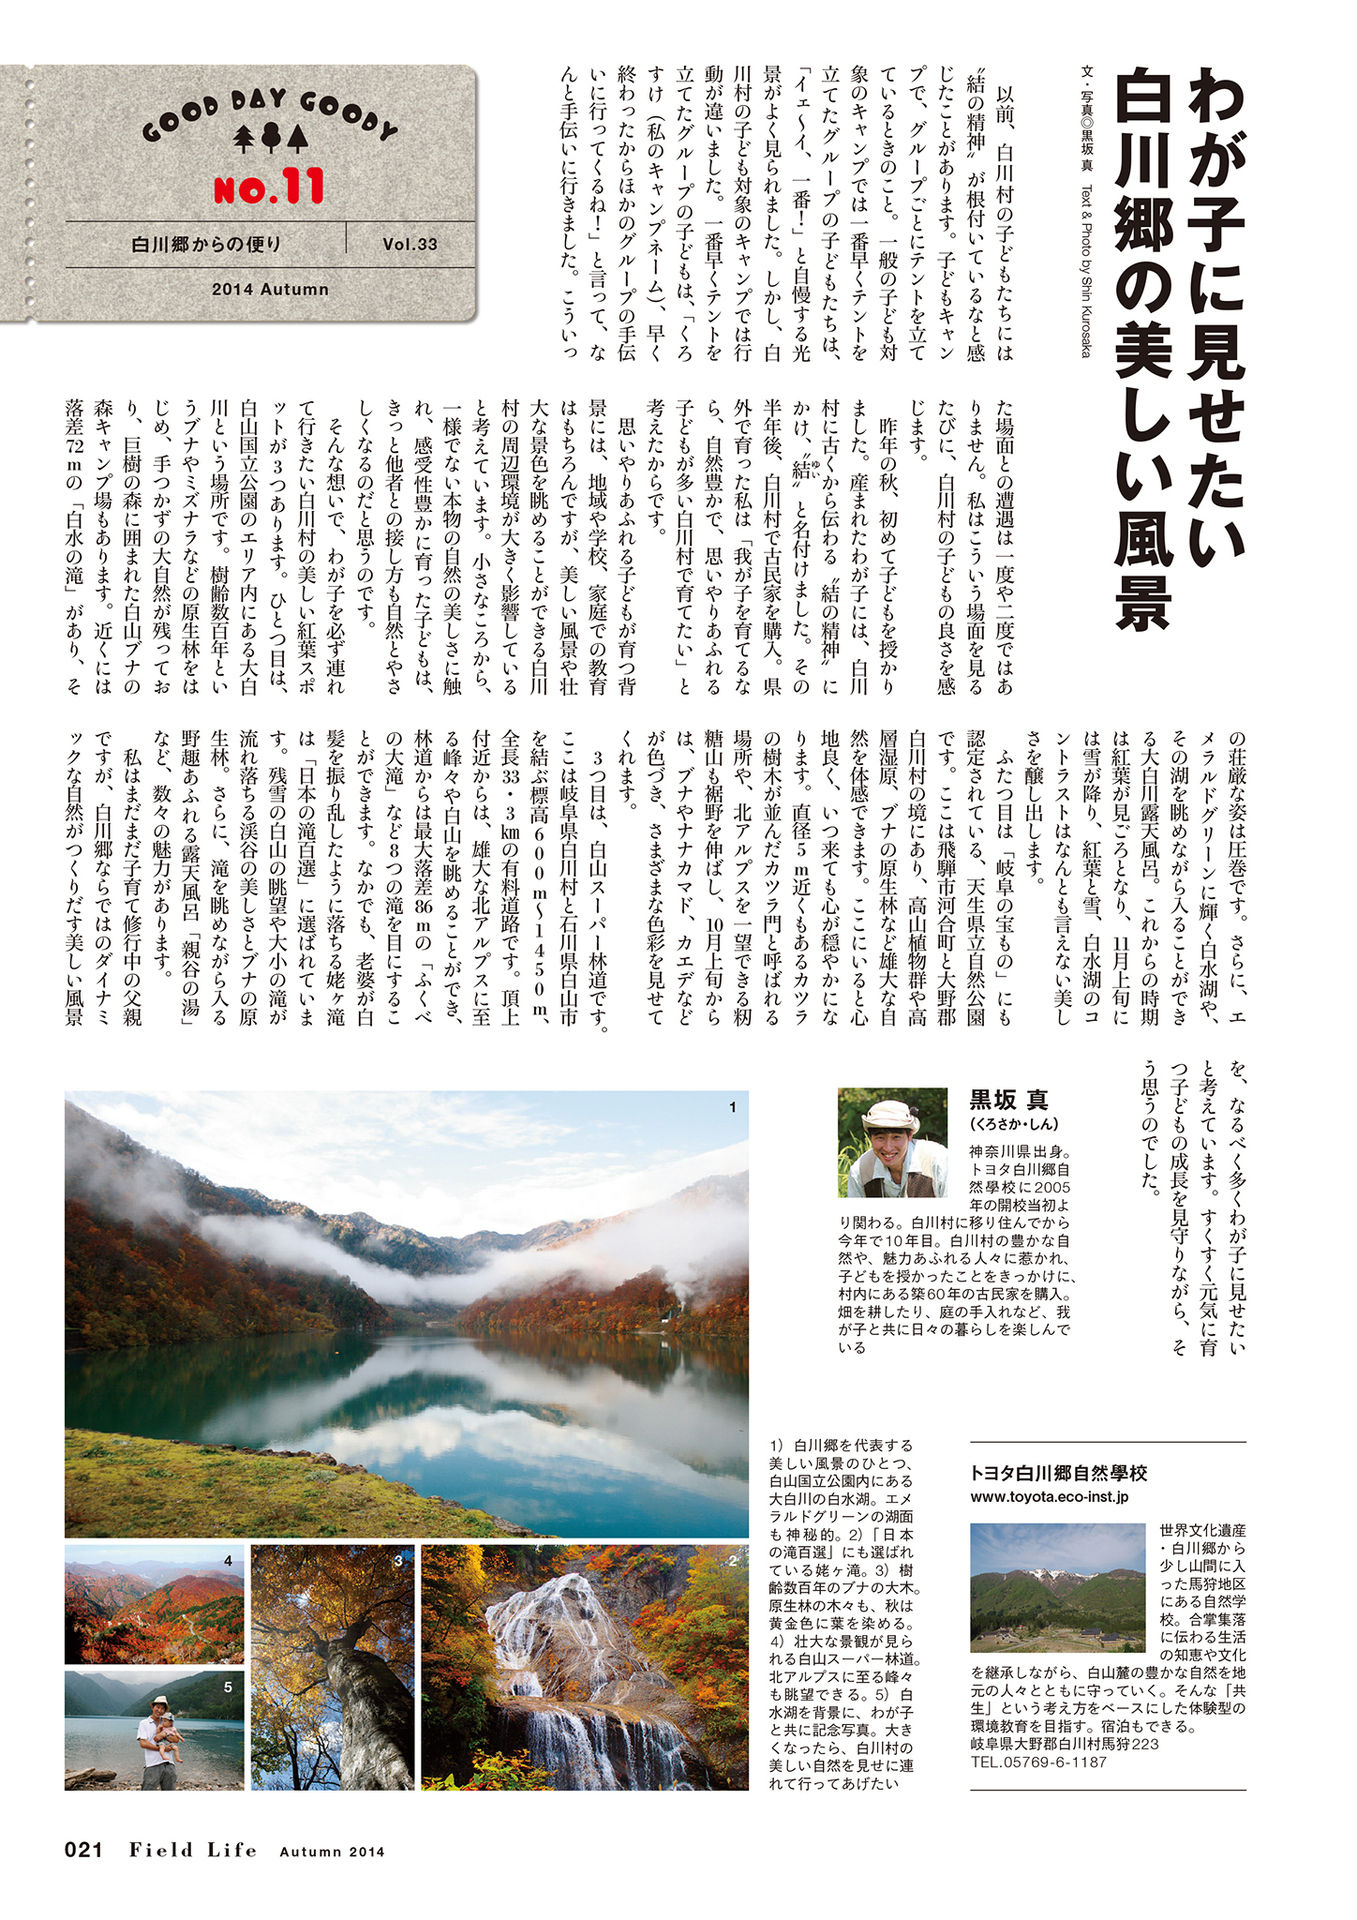 わが子に見せたい
白川郷の美しい風景
文・写真◎黒坂 真 Text & Photo by Shin Kurosaka
GOOD DAY GOODY
No.11
白川郷からの便り
Vol.33
2014 Autumn
以前、白川村の子どもたちには
〝結の精神〟が根付いているなと感
じたことがあります。子どもキャン
プで、グループごとにテントを立て
ているときのこと。一般の子ども対
象のキャンプでは一番早くテントを
立てたグループの子どもたちは、
「イェ〜イ、一番!」と自慢する光
景がよく見られました。しかし、白
川村の子ども対象のキャンプでは行
動が違いました。一番早くテントを
立てたグループの子どもは、「くろ
すけ(私のキャンプネーム)、早く
終わったからほかのグループの手伝
いに行ってくるね!」と言って、な
んと手伝いに行きました。こういっ
た場面との遭遇は一度や二度ではあ
りません。私はこういう場面を見る
たびに、白川村の子どもの良さを感
じます。
昨年の秋、初めて子どもを授かり
ました。産まれたわが子には、白川
村に古くから伝わる〝結の精神〟に
かけ、〝結〟と名付けました。その
ゆい
半年後、白川村で古民家を購入。県
外で育った私は「我が子を育てるな
ら、自然豊かで、思いやりあふれる
子どもが多い白川村で育てたい」と
考えたからです。
思いやりあふれる子どもが育つ背
景には、地域や学校、家庭での教育
はもちろんですが、美しい風景や壮
大な景色を眺めることができる白川
村の周辺環境が大きく影響している
と考えています。小さなころから、
一様でない本物の自然の美しさに触
れ、感受性豊かに育った子どもは、
きっと他者との接し方も自然とやさ
しくなるのだと思うのです。
そんな想いで、わが子を必ず連れ
て行きたい白川村の美しい紅葉スポ
ットが3つあります。ひとつ目は、
白山国立公園のエリア内にある大白
川という場所です。樹齢数百年とい
うブナやミズナラなどの原生林をは
じめ、手つかずの大自然が残ってお
り、巨樹の森に囲まれた白山ブナの
森キャンプ場もあります。近くには
落差72mの「白水の滝」があり、そ
の荘厳な姿は圧巻です。さらに、エ
メラルドグリーンに輝く白水湖や、
その湖を眺めながら入ることができ
る大白川露天風呂。これからの時期
は紅葉が見ごろとなり、11月上旬に
は雪が降り、紅葉と雪、白水湖のコ
ントラストはなんとも言えない美し
さを醸し出します。
ふたつ目は「岐阜の宝もの」にも
認定されている、天生県立自然公園
です。ここは飛騨市河合町と大野郡
白川村の境にあり、高山植物群や高
層湿原、ブナの原生林など雄大な自
然を体感できます。ここにいると心
地良く、いつ来ても心が穏やかにな
ります。直径5m近くもあるカツラ
の樹木が並んだカツラ門と呼ばれる
場所や、北アルプスを一望できる籾
糠山も裾野を伸ばし、10月上旬から
は、ブナやナナカマド、カエデなど
が色づき、さまざまな色彩を見せて
くれます。
3つ目は、白山スーパー林道です。
ここは岐阜県白川村と石川県白山市
を結ぶ標高600m〜1450m、
全長33・3㎞の有料道路です。頂上
付近からは、雄大な北アルプスに至
る峰々や白山を眺めることができ、
林道からは最大落差86mの「ふくべ
の大滝」など8つの滝を目にするこ
とができます。なかでも、老婆が白
髪を振り乱したように落ちる姥ヶ滝
は「日本の滝百選」に選ばれていま
す。残雪の白山の眺望や大小の滝が
流れ落ちる渓谷の美しさとブナの原
生林。さらに、滝を眺めながら入る
野趣あふれる露天風呂「親谷の湯」
など、数々の魅力があります。
私はまだまだ子育て修行中の父親
ですが、白川郷ならではのダイナミ
ックな自然がつくりだす美しい風景
を、なるべく多くわが子に見せたい
と考えています。すくすく元気に育
つ子どもの成長を見守りながら、そ
う思うのでした。
黒坂 真
(くろさか・しん)
神奈川県出身。
トヨタ白川郷自
然學校に2005
年の開校当初よ
り関わる。白川村に移り住んでから
今年で10年目。白川村の豊かな自
然や、魅力あふれる人々に惹かれ、
子どもを授かったことをきっかけに、
村内にある築60年の古民家を購入。
畑を耕したり、庭の手入れなど、我
が子と共に日々の暮らしを楽しんで
いる
1
2
3
4
5
1)白川郷を代表する
美しい風景のひとつ、
白山国立公園内にある
大白川の白水湖。エメ
ラルドグリーンの湖面
も神秘的。2)「日本
の滝百選」にも選ばれ
ている姥ヶ滝。3)樹
齢数百年のブナの大木。
原生林の木々も、秋は
黄金色に葉を染める。
4)壮大な景観が見ら
れる白山スーパー林道。
北アルプスに至る峰々
も眺望できる。5)白
水湖を背景に、わが子
と共に記念写真。大き
くなったら、白川村の
美しい自然を見せに連
れて行ってあげたい
トヨタ白川郷自然學校
www.toyota.eco-inst.jp
世界文化遺産
・白川郷から
少し山間に入
った馬狩地区
にある自然学
校。合掌集落
に伝わる生活
の知恵や文化
を継承しながら、白山麓の豊かな自然を地
元の人々とともに守っていく。そんな「共
生」という考え方をベースにした体験型の
環境教育を目指す。宿泊もできる。
岐阜県大野郡白川村馬狩223
TEL.05769-6-1187
021 Field Life Autumn 2014